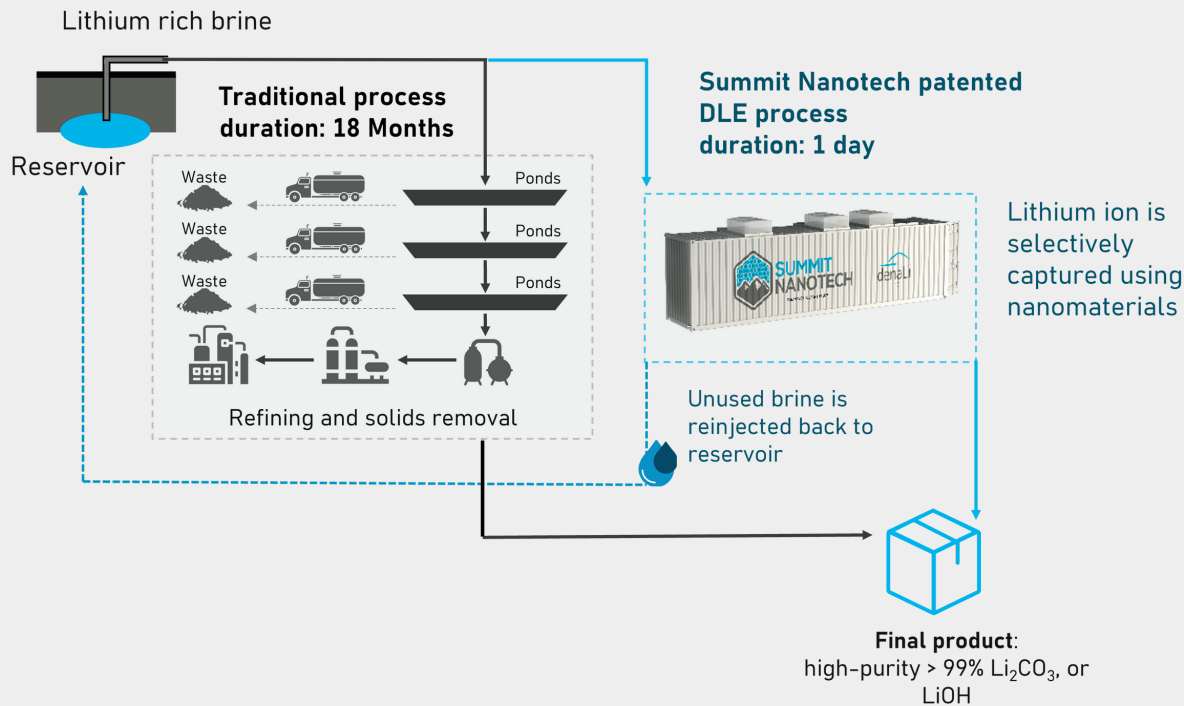 Lithium rich brine
Reservoir
Traditional process
duration: 18 Months
Waste
Ponds
Waste
Ponds
Waste
Ponds
Refining and solids removal
Summit Nanotech patented
DLE process
duration: 1 day
SUMMIT
NANOTECH
denaLi
Lithium ion is
selectively
captured using
nanomaterials
Unused brine is
reinjected back to
reservoir
Final product:
high-purity > 99% Li₂CO₃, or
LiOH